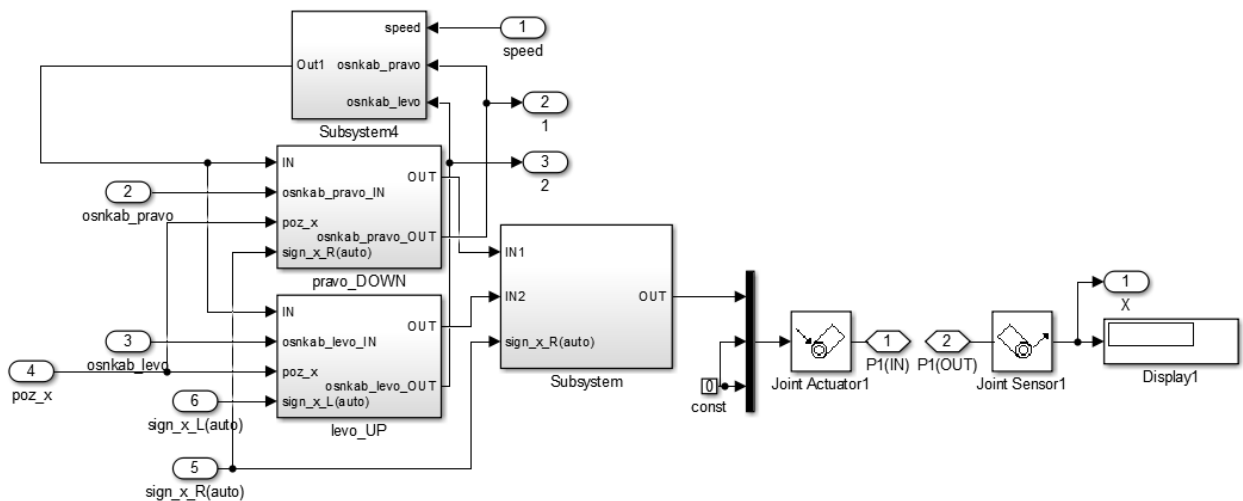 speed
1
speed
Out1
osnkab_pravo
osnkab_levo
2
1
Subsystem4
3
2
IN
OUT
2
osnkab_pravo
osnkab_pravo_IN
poz_x
osnkab_pravo_OUT
sign_x_R(auto)
pravo_DOWN
IN1
IN2
OUT
sign_x_R(auto)
Subsystem
IN
OUT
3
osnkab_levo
osnkab_levo_IN
4
poz_x
poz_x
osnkab_levo_OUT
6
sign_x_L(auto)
sign_x_L(auto)
levo_UP
5
sign_x_R(auto)
0
const
Joint Actuator1
1
P1(IN)
2
P1(OUT)
Joint Sensor1
1
X
Display1